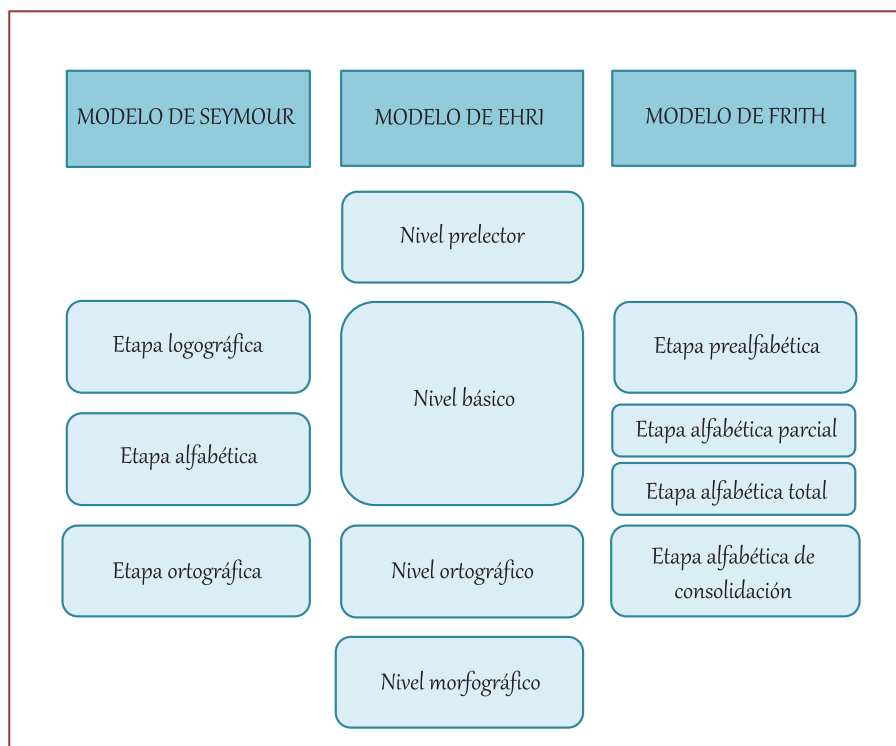 MODELO DE SEYMOUR
MODELO DE EHRI
MODELO DE FRITH
Nivel prelector
Etapa logográfica
Nivel básico
Etapa prealfabética
Etapa alfabética
Etapa alfabética parcial
Etapa alfabética total
Etapa ortográfica
Nivel ortográfico
Etapa alfabética de
consolidación
Nivel morfográfico